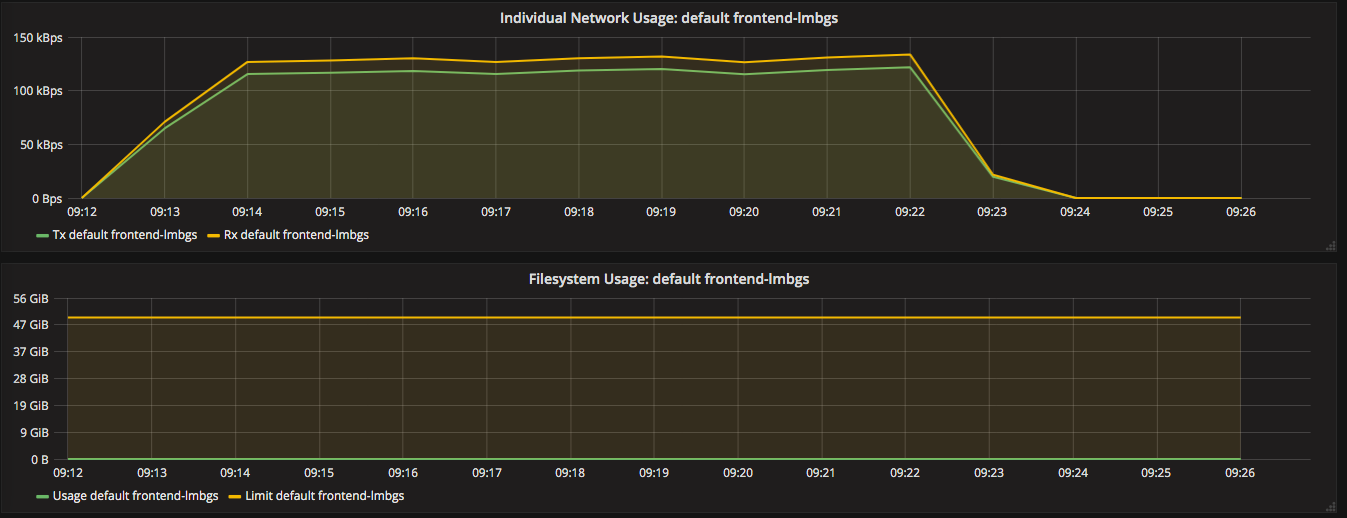 Individual Network Usage: default frontend-lmbgs
150 kBps
100 kBps
50 kBps
0 Bps
09:12 09:13 09:14 09:15 09:16 09:17 09:18 09:19 09:20 09:21 09:22 09:23 09:24 09:25 09:26
Tx default frontend-lmbgs Rx default frontend-lmbgs
Filesystem Usage: default frontend-lmbgs
56 GiB
47 GiB
37 GiB
28 GiB
19 GiB
9 GiB
0 B
09:12 09:13 09:14 09:15 09:16 09:17 09:18 09:19 09:20 09:21 09:22 09:23 09:24 09:25 09:26
Usage default frontend-lmbgs Limit default frontend-lmbgs